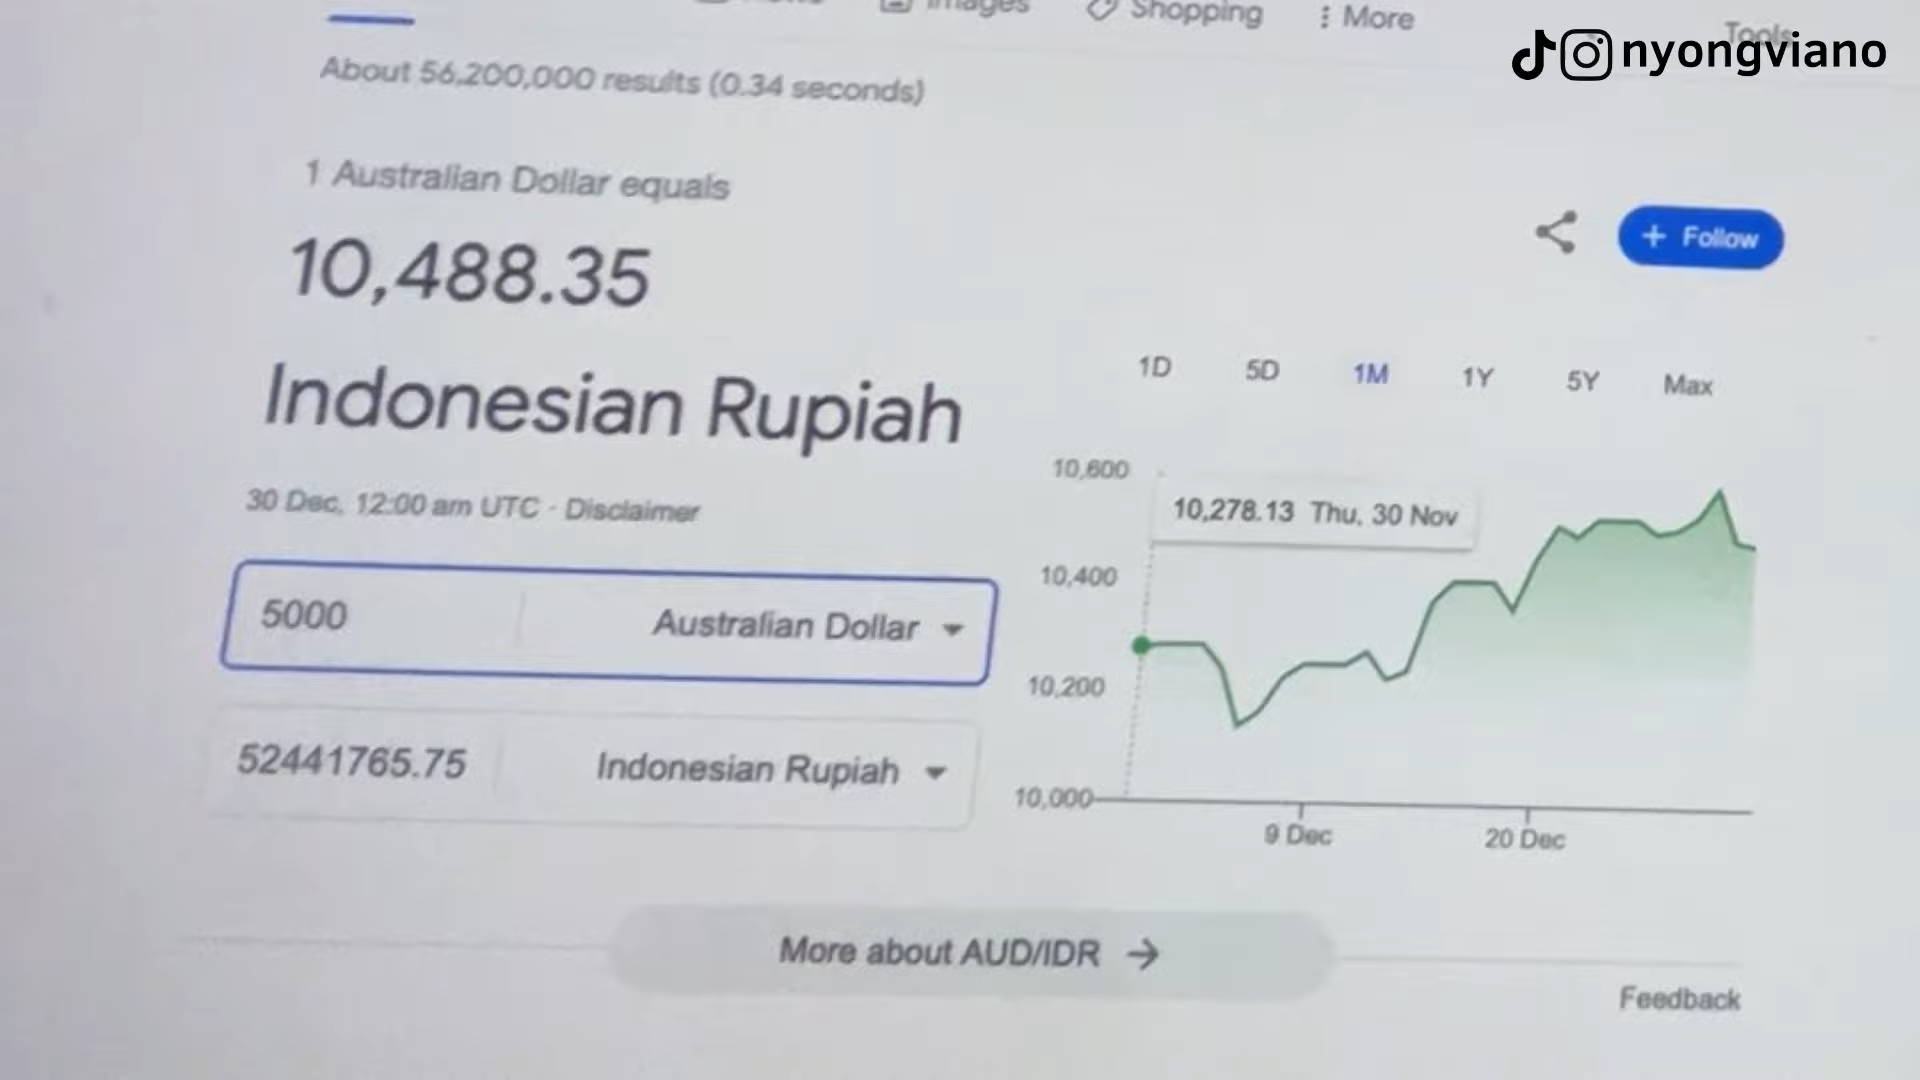 Images
Shopping
More
Tools
nyongviano
About 56,200,000 results (0.34 seconds)
1 Australian Dollar equals
10,488.35
Indonesian Rupiah
30 Dec, 12:00 am UTC · Disclaimer
+ Follow
1D 5D 1M 1Y 5Y Max
5000 Australian Dollar
52441765.75 Indonesian Rupiah
10,600
10,278.13 Thu, 30 Nov
10,400
10,200
10,000
9 Dec 20 Dec
More about AUD/IDR →
Feedback